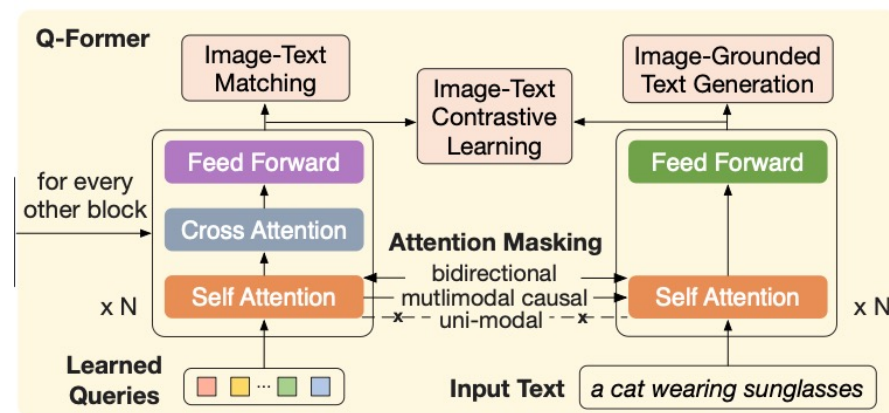 Q-Former
Image-Text
Matching
Image-Text
Contrastive
Learning
Image-Grounded
Text Generation
for every
other block
Feed Forward
Cross Attention
Self Attention
x N
Attention Masking
bidirectional
mutlimodal causal
x uni-modal x
Feed Forward
Self Attention
x N
Learned
Queries
...
Input Text
a cat wearing sunglasses